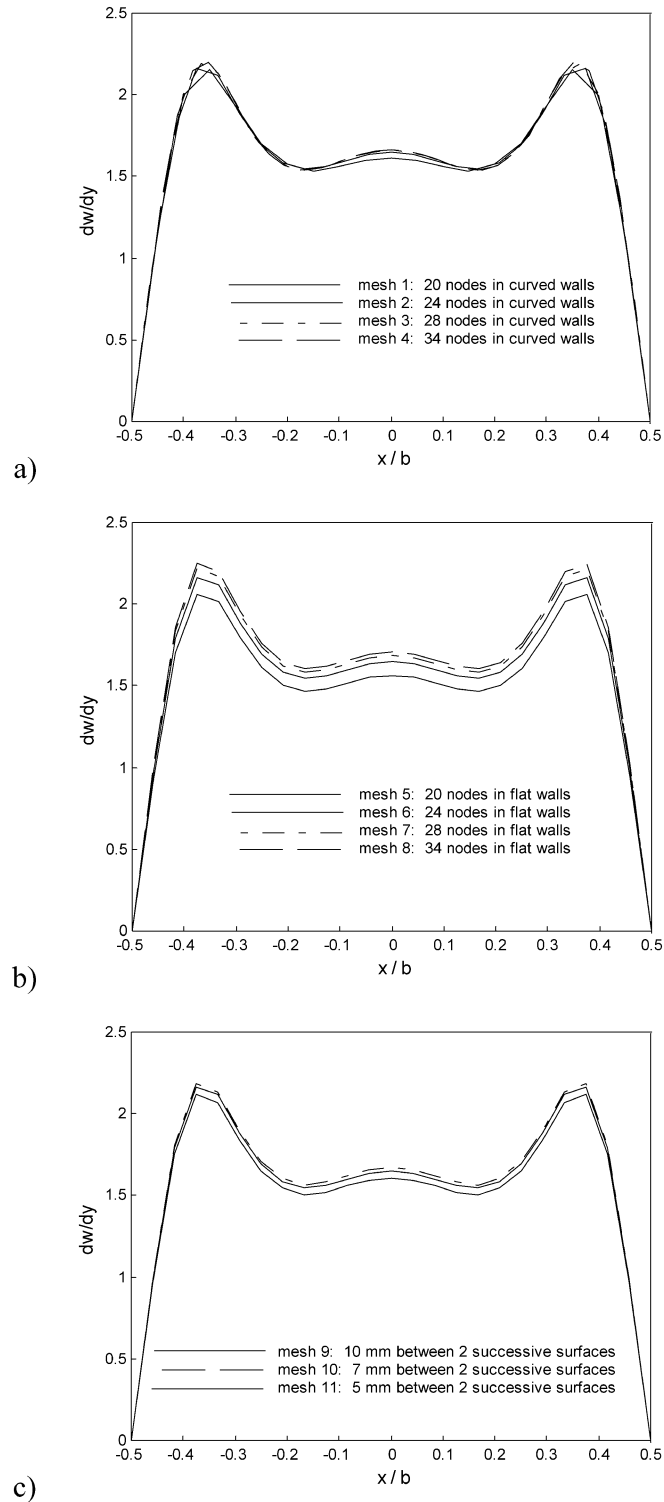 2.5
2
1.5
1
0.5
0
dw/dy
mesh 1: 20 nodes in curved walls
mesh 2: 24 nodes in curved walls
mesh 3: 28 nodes in curved walls
mesh 4: 34 nodes in curved walls
-0.5 -0.4 -0.3 -0.2 -0.1 0 0.1 0.2 0.3 0.4 0.5
x / b
a)
2.5
2
1.5
1
0.5
0
dw/dy
mesh 5: 20 nodes in flat walls
mesh 6: 24 nodes in flat walls
mesh 7: 28 nodes in flat walls
mesh 8: 34 nodes in flat walls
-0.5 -0.4 -0.3 -0.2 -0.1 0 0.1 0.2 0.3 0.4 0.5
x / b
b)
2.5
2
1.5
1
0.5
0
dw/dy
mesh 9: 10 mm between 2 successive surfaces
mesh 10: 7 mm between 2 successive surfaces
mesh 11: 5 mm between 2 successive surfaces
-0.5 -0.4 -0.3 -0.2 -0.1 0 0.1 0.2 0.3 0.4 0.5
x / b
c)